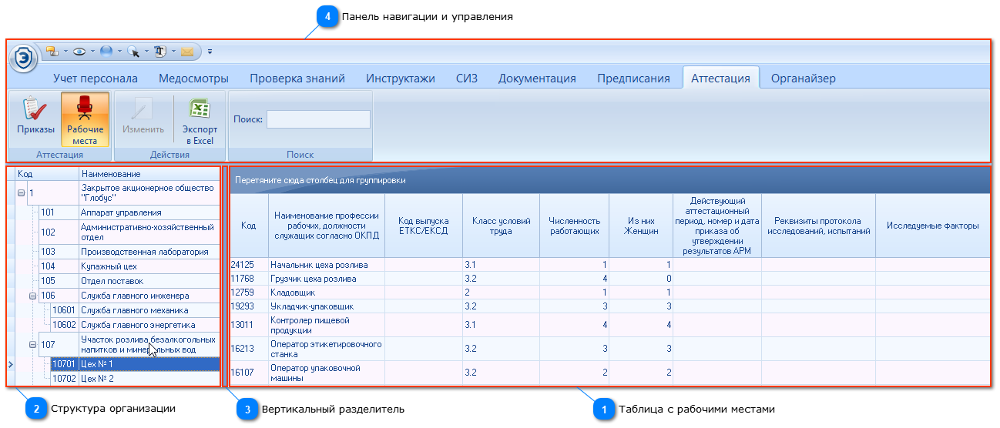 4 Панель навигации и управления
Учет персонала Медосмотры Проверка знаний Инструктажи СИЗ Документация Предписания Аттестация Органайзер
Приказы
Рабочие
места
Аттестация
Изменить
Экспорт
в Excel
Действия
Поиск:
Поиск
Код Наименование
1 Закрытое акционерное общество
"Глобус"
101 Аппарат управления
102 Административно-хозяйственный
отдел
103 Производственная лаборатория
104 Купажный цех
105 Отдел поставок
106 Служба главного инженера
10601 Служба главного механика
10602 Служба главного энергетика
107 Участок розлива безалкогольных
напитков и минеральных вод
10701 Цех № 1
10702 Цех № 2
Перетяните сюда столбец для группировки
Код
Наименование профессии
рабочих, должности
служащих согласно ОКПД
Код выпуска
ЕТКС/ЕКСД
Класс условий
труда
Численность
работающих
Из них
Женщин
Действующий
аттестационный
период, номер и дата
приказа об
утверждении
результатов АРМ
Реквизиты протокола
исследований, испытаний
Исследуемые факторы
24125 Начальник цеха розлива 3.1 1 1
11768 Грузчик цеха розлива 3.2 4 0
12759 Кладовщик 2 1 1
19293 Укладчик-упаковщик 3.2 3 3
13011 Контролер пищевой
продукции 3.1 4 4
16213 Оператор этикетировочного
станка 3.2 3 3
16107 Оператор упаковочной
машины 3.2 2 2
2 Структура организации
3 Вертикальный разделитель
1 Таблица с рабочими местами